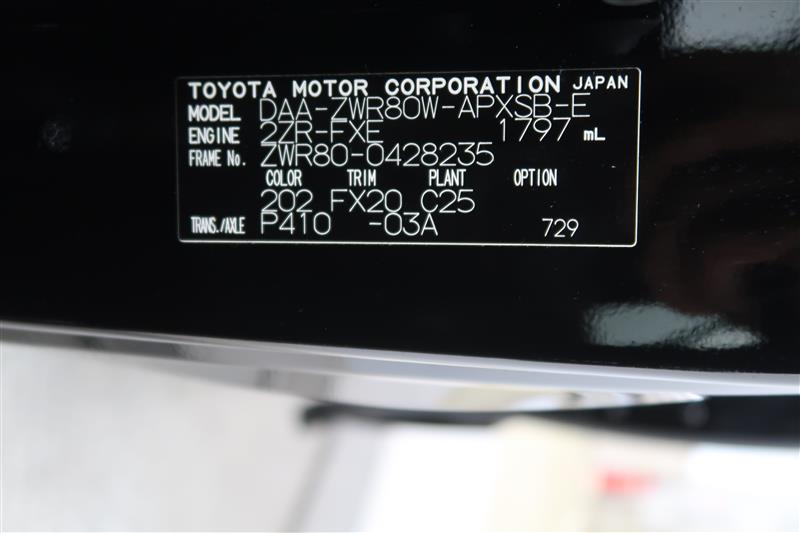 TOYOTA MOTOR CORPORATION JAPAN
MODEL DAA-ZWR80W-APXSB-E
ENGINE 2ZR-FXE 1797 mL
FRAME No. ZWR80-0428235
COLOR TRIM PLANT OPTION
202 FX20 C25
TRANS./AXLE P410 -03A 729